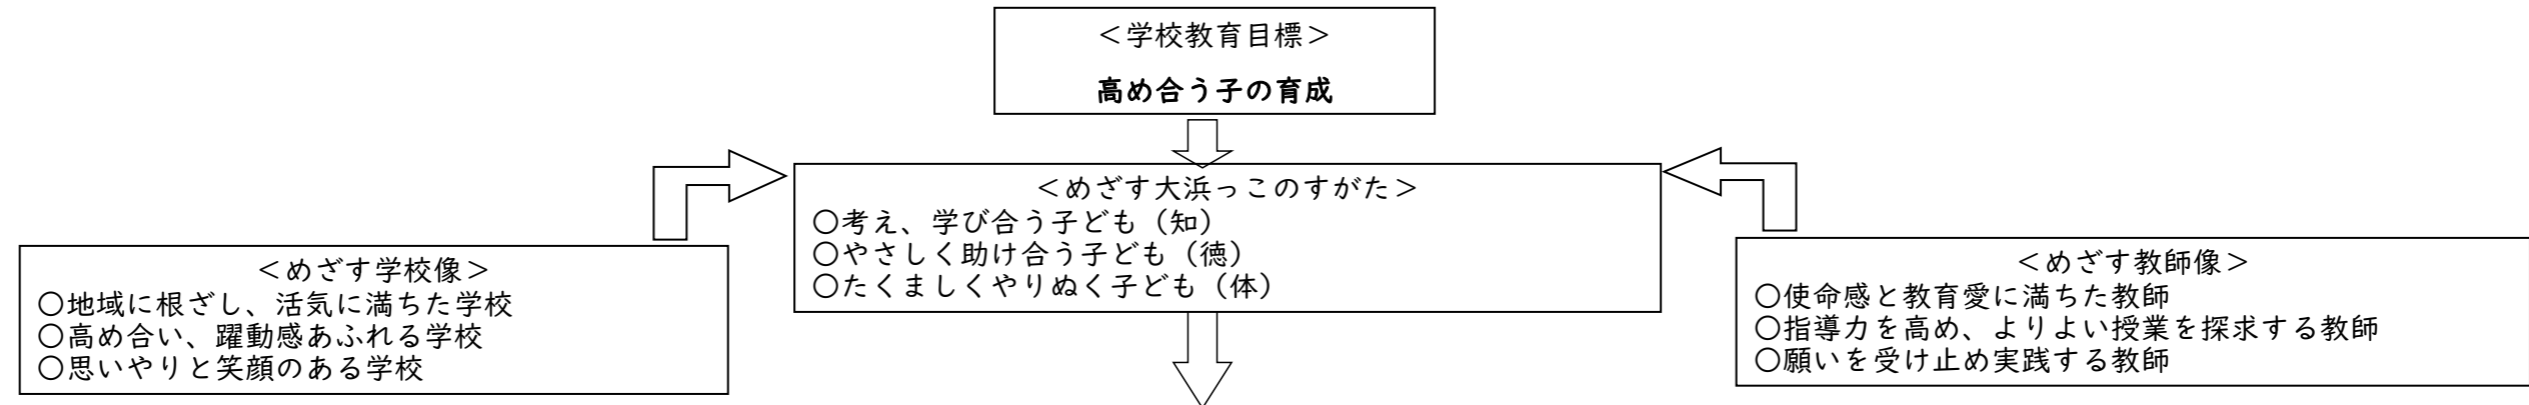 ＜学校教育目標＞
高め合う子の育成
＜めざす大浜っこのすがた＞
○考え、学び合う子ども（知）
○やさしく助け合う子ども（徳）
○たくましくやりぬく子ども（体）
＜めざす学校像＞
○地域に根ざし、活気に満ちた学校
○高め合い、躍動感あふれる学校
○思いやりと笑顔のある学校
＜めざす教師像＞
○使命感と教育愛に満ちた教師
○指導力を高め、よりよい授業を探求する教師
○願いを受け止め実践する教師